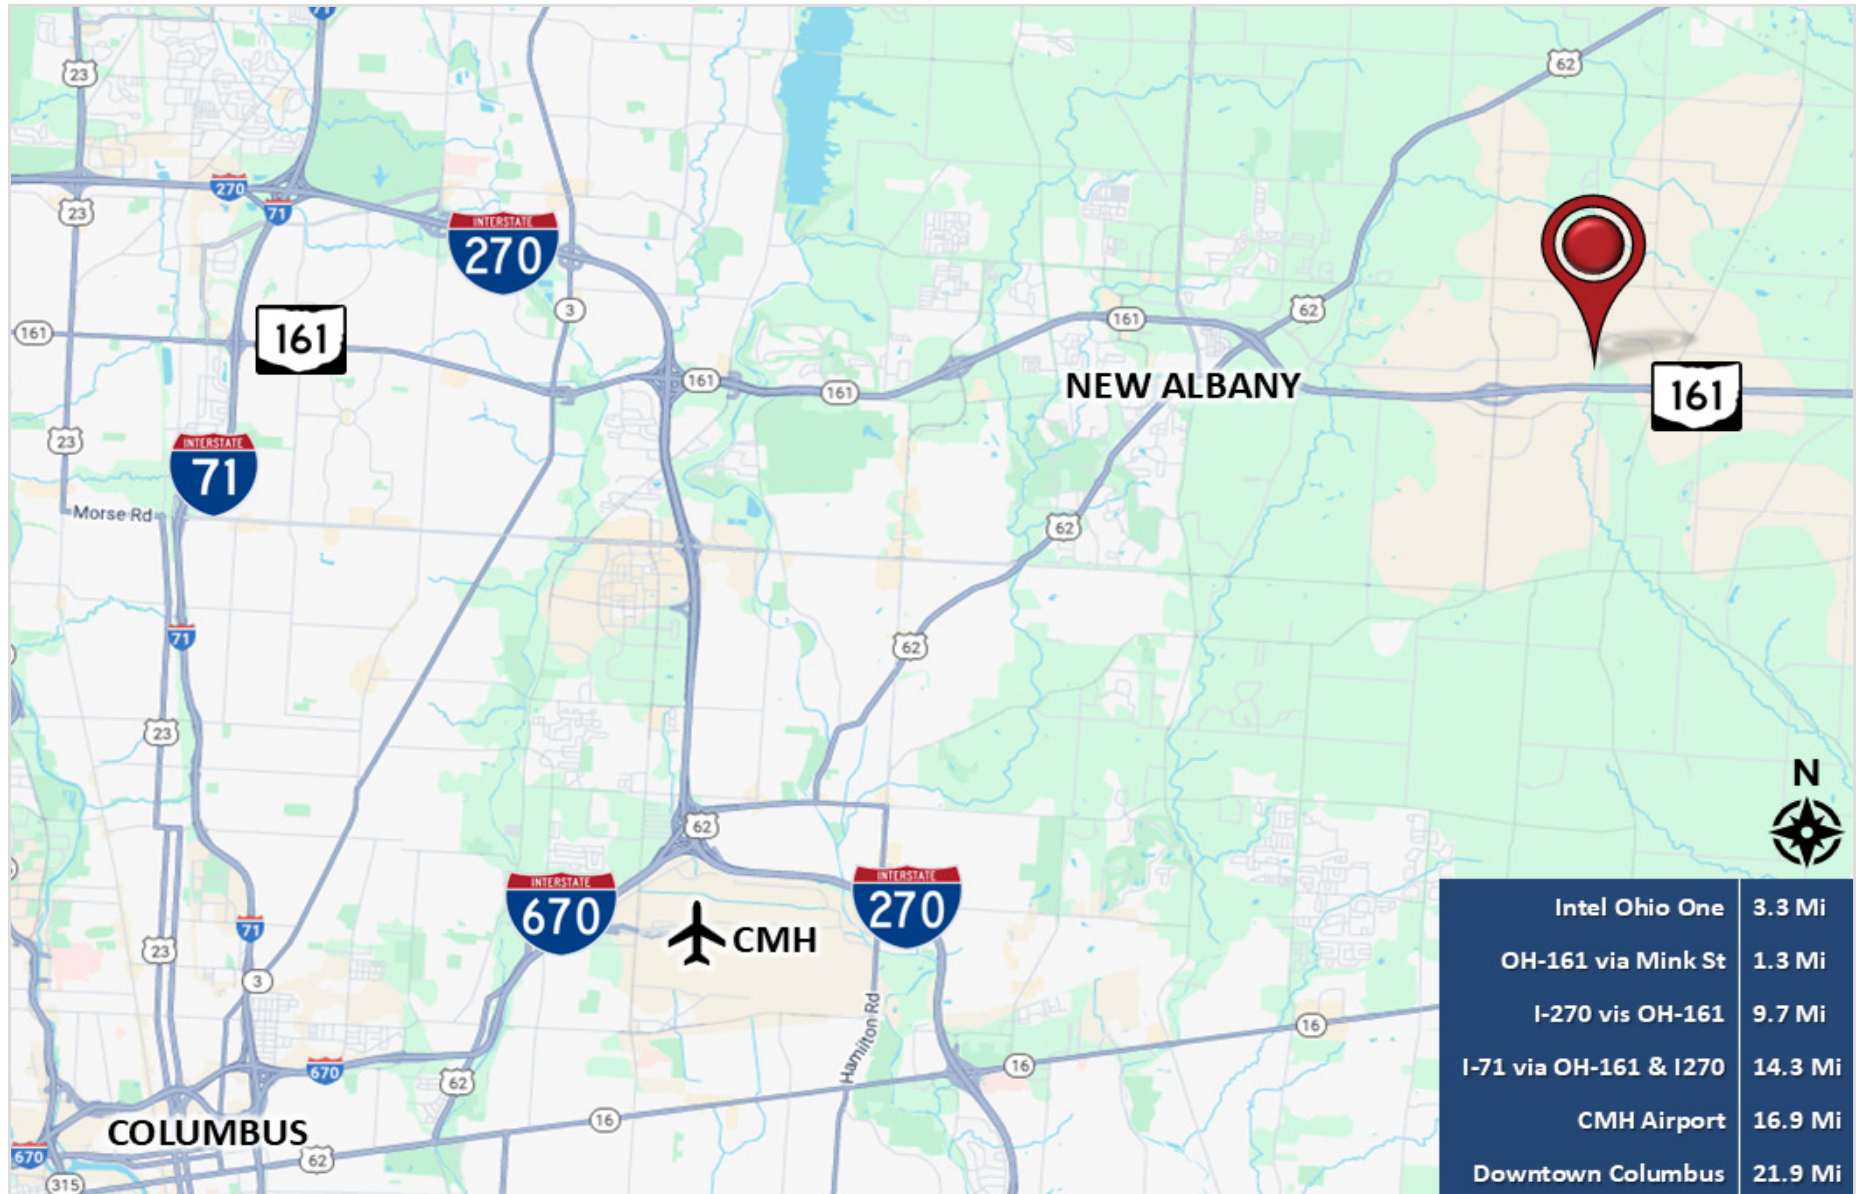 71
23
62
270
23
71
INTERSTATE
270
3
62
161
161
161
161
161
NEW ALBANY
161
INTERSTATE
71
23
Morse Rd
62
71
62
23
62
N
INTERSTATE
670
INTERSTATE
270
CMH
71
23
3
Hamilton Rd
16
16
670
62
16
COLUMBUS
62
670
315
Intel Ohio One 3.3 Mi
OH-161 via Mink St 1.3 Mi
I-270 vis OH-161 9.7 Mi
I-71 via OH-161 & I270 14.3 Mi
CMH Airport 16.9 Mi
Downtown Columbus 21.9 Mi